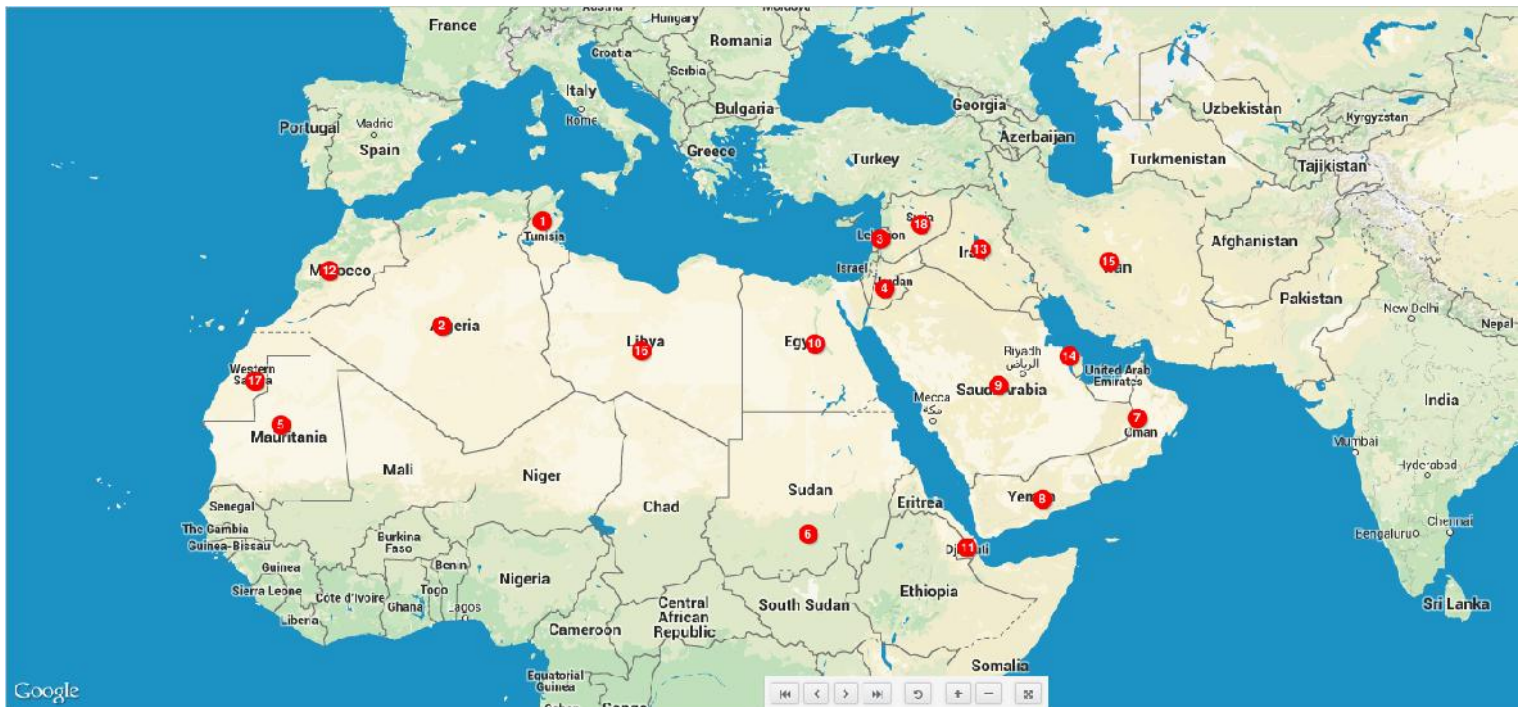 Austria
Hungary
Moldova
France
Romania
Croatia
Serbia
Italy
Rome
Bulgaria
Georgia
Uzbekistan
Kyrgyzstan
Portugal
Madrid
Spain
Greece
Turkey
Azerbaijan
Turkmenistan
Tajikistan
1
Tunisia
18
3
13
Israel
15
Afghanistan
12
4
Pakistan
New Delhi
Nepal
2
16
10
14
Riyadh
الرياض
United Arab
Emirates
Western
17
9
Mecca
مكة
India
5
Mauritania
7
Oman
Mumbai
Hyderabad
Mali
Niger
Sudan
8
Eritrea
Senegal
Chad
The Gambia
Guinea-Bissau
Burkina
Faso
6
11
Bengaluru
Chennai
Guinea
Benin
Nigeria
Ethiopia
Sierra Leone
Côte d'Ivoire
Ghana
Togo
Lagos
Central
African
Republic
South Sudan
Sri Lanka
Liberia
Cameroon
Somalia
Equatorial
Guinea
Google